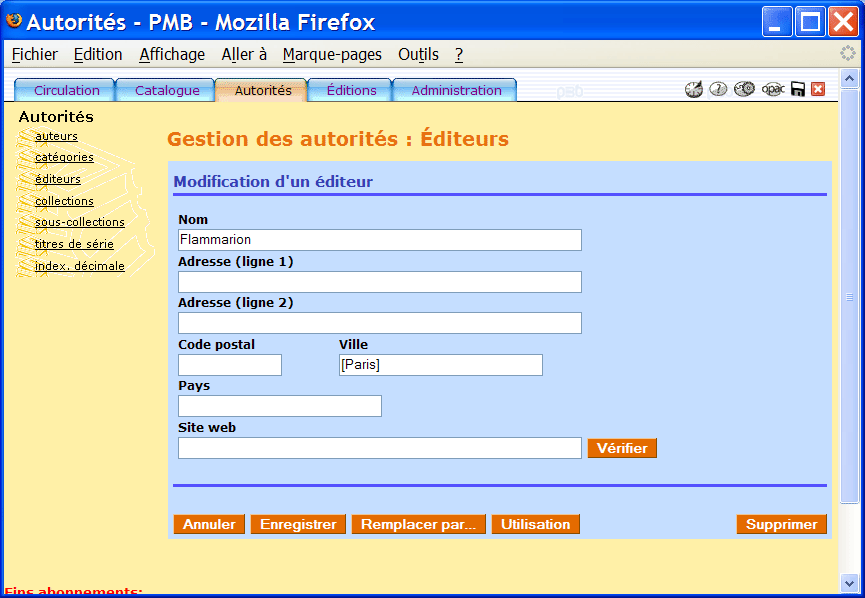 Autorités - PMB - Mozilla Firefox
Fichier Edition Affichage Aller à Marque-pages Outils ?
Circulation Catalogue Autorités Éditions Administration pmb opac
Autorités
auteurs
catégories
éditeurs
collections
sous-collections
titres de série
index. décimale
Gestion des autorités : Éditeurs
Modification d'un éditeur
Nom
Flammarion
Adresse (ligne 1)
Adresse (ligne 2)
Code postal Ville
[Paris]
Pays
Site web
Vérifier
Annuler Enregistrer Remplacer par... Utilisation Supprimer
Fins abonnements: